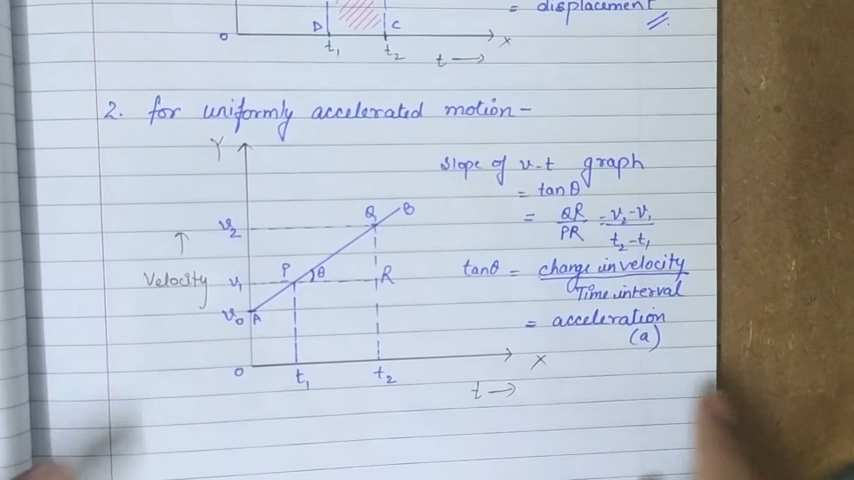 = displacement
D C
0 t₁ t₂ X
t →
2. for uniformly accelerated motion –
Y
slope of v-t graph
= tanθ
Q B
= QR/PR = v₂-v₁/t₂-t₁
v₂
↑
Velocity
v₁ P θ R
tanθ = change in velocity/Time interval
v₀ A
= acceleration
(a)
0 t₁ t₂ X
t →